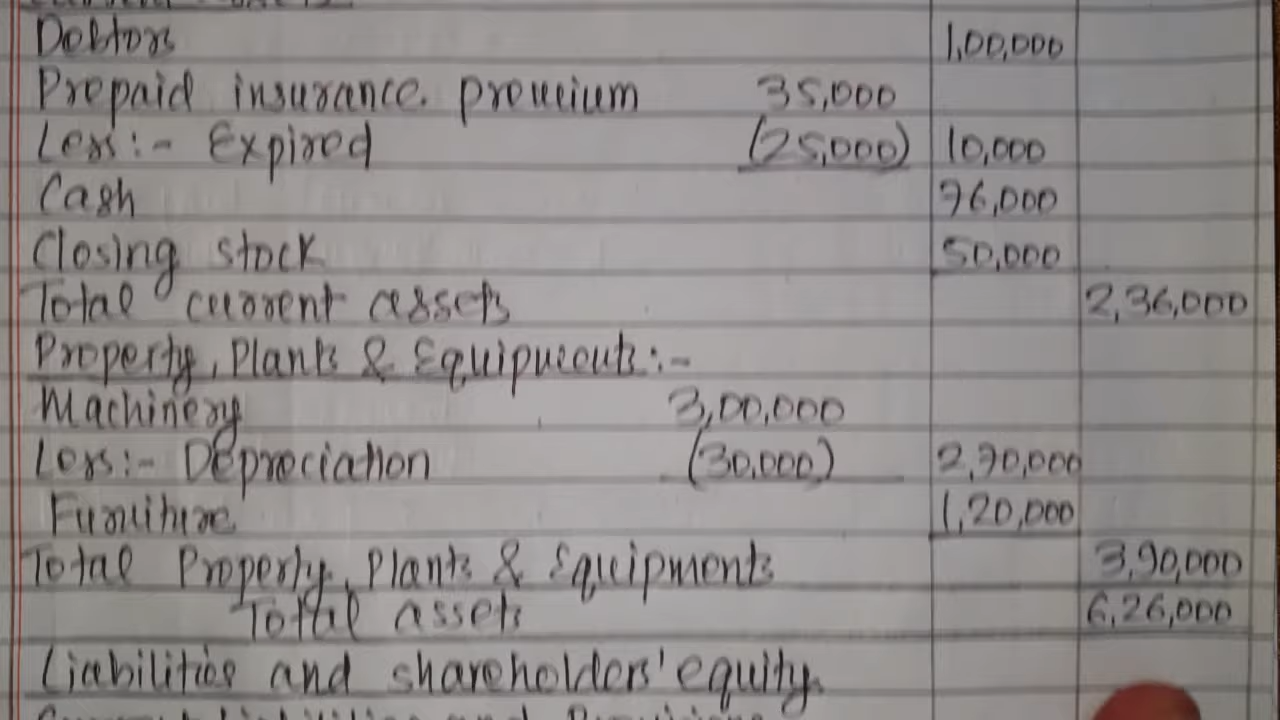 Debtors 1,00,000
Prepaid insurance premium 35,000
Less:- Expired (25,000) 10,000
Cash 76,000
Closing stock 50,000
Total current assets 2,36,000
Property, Plants & Equipments:-
Machinery 3,00,000
Less:- Depreciation (30,000) 2,70,000
Furniture 1,20,000
Total Property, Plants & Equipments 3,90,000
Total assets 6,26,000
Liabilities and shareholders' equity